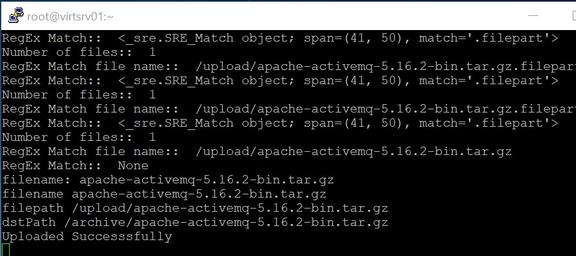 root@virtsrv01:~
RegEx Match::  <_sre.SRE_Match object; span=(41, 50), match='.filepart'>
Number of files::  1
RegEx Match file name::  /upload/apache-activemq-5.16.2-bin.tar.gz.filepar
RegEx Match::  <_sre.SRE_Match object; span=(41, 50), match='.filepart'>
Number of files::  1
RegEx Match file name::  /upload/apache-activemq-5.16.2-bin.tar.gz.filepar
RegEx Match::  <_sre.SRE_Match object; span=(41, 50), match='.filepart'>
Number of files::  1
RegEx Match file name::  /upload/apache-activemq-5.16.2-bin.tar.gz
RegEx Match::  None
filename: apache-activemq-5.16.2-bin.tar.gz
filename apache-activemq-5.16.2-bin.tar.gz
filepath /upload/apache-activemq-5.16.2-bin.tar.gz
dstPath /archive/apache-activemq-5.16.2-bin.tar.gz
Uploaded Successsfully